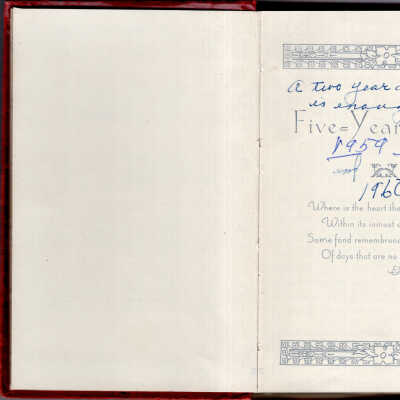 A two year
is enoug
Five=Year
1959
and
1960
Where is the heart tha
Within its inmost
Some fond remembranc
Of days that are no